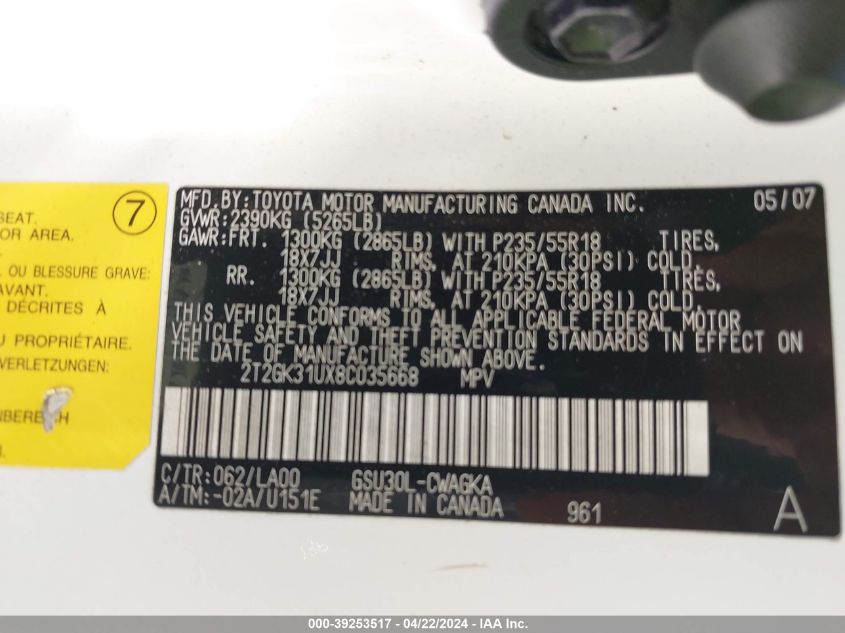 7
SEAT.
OR AREA.
. OU BLESSURE GRAVE:
AVANT.
DÉCRITES À
U PROPRIÉTAIRE.
VERLETZUNGEN:
MFD. BY: TOYOTA MOTOR MANUFACTURING CANADA INC. 05/07
GVWR: 2390KG (5265LB)
GAWR: FRT. 1300KG (2865LB) WITH P235/55R18 TIRES,
18X7JJ RIMS, AT 210KPA (30PSI) COLD.
RR. 1300KG (2865LB) WITH P235/55R18 TIRES,
18X7JJ RIMS, AT 210KPA (30PSI) COLD.
THIS VEHICLE CONFORMS TO ALL APPLICABLE FEDERAL MOTOR
VEHICLE SAFETY AND THEFT PREVENTION STANDARDS IN EFFECT ON
THE DATE OF MANUFACTURE SHOWN ABOVE.
2T2GK31UX8C035668 MPV
C/TR: 062/LA00 GSU30L-CWAGKA
A/TM: -02A/U151E MADE IN CANADA 961 A
000-39253517 - 04/22/2024 - IAA Inc.